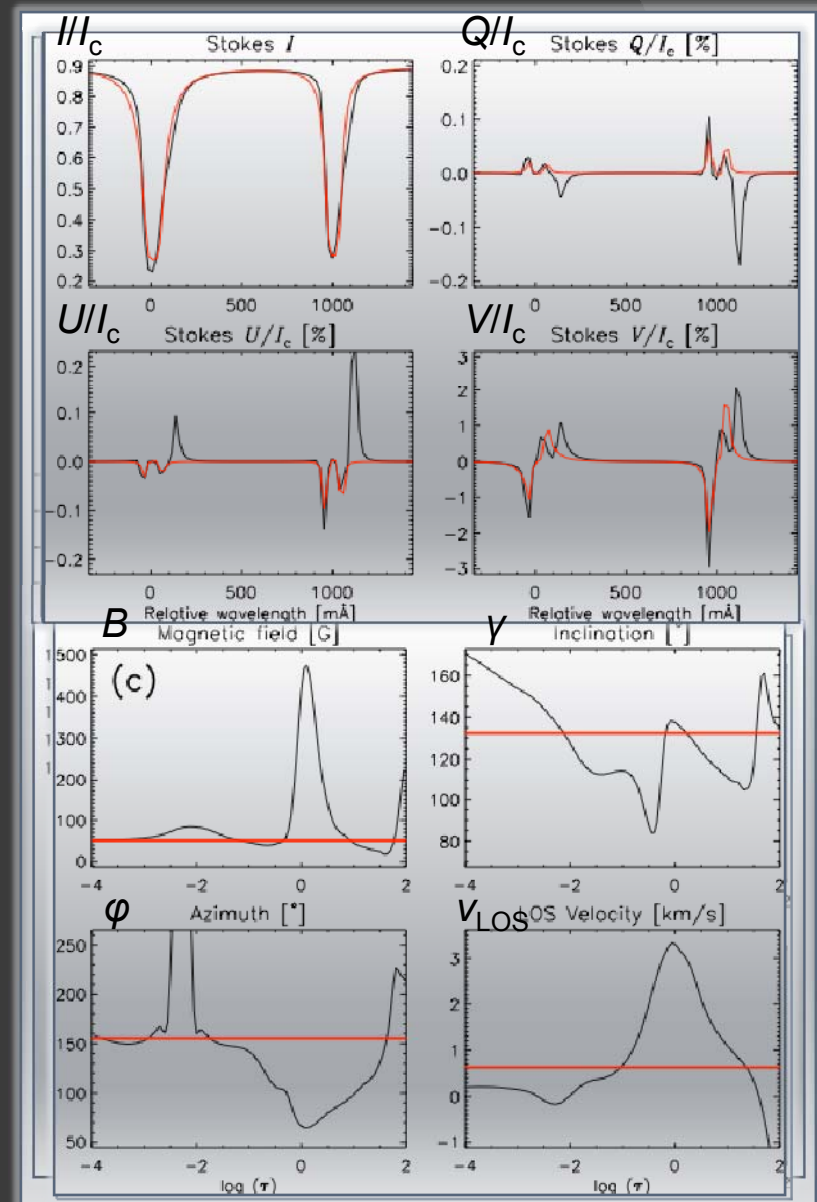 I/Ic Q/Ic
Stokes I Stokes Q/Ic [%]
0.9
0.8
0.7
0.6
0.5
0.4
0.3
0.2
0 500 1000
0.2
0.1
0.0
−0.1
−0.2
0 500 1000
U/Ic V/Ic
Stokes U/Ic [%] Stokes V/Ic [%]
0.2
0.1
0.0
−0.1
−0.2
0 500 1000
Relative wavelength [mÅ]
3
2
1
0
−1
−2
−3
0 500 1000
Relative wavelength [mÅ]
B γ
Magnetic field [G] Inclination [°]
(c)
500
400
300
200
100
0
−4 −2 0 2
160
140
120
100
80
−4 −2 0 2
φ vLOS
Azimuth [°] LOS Velocity [km/s]
250
200
150
100
50
−4 −2 0 2
log (τ)
3
2
1
0
−1
−4 −2 0 2
log (τ)